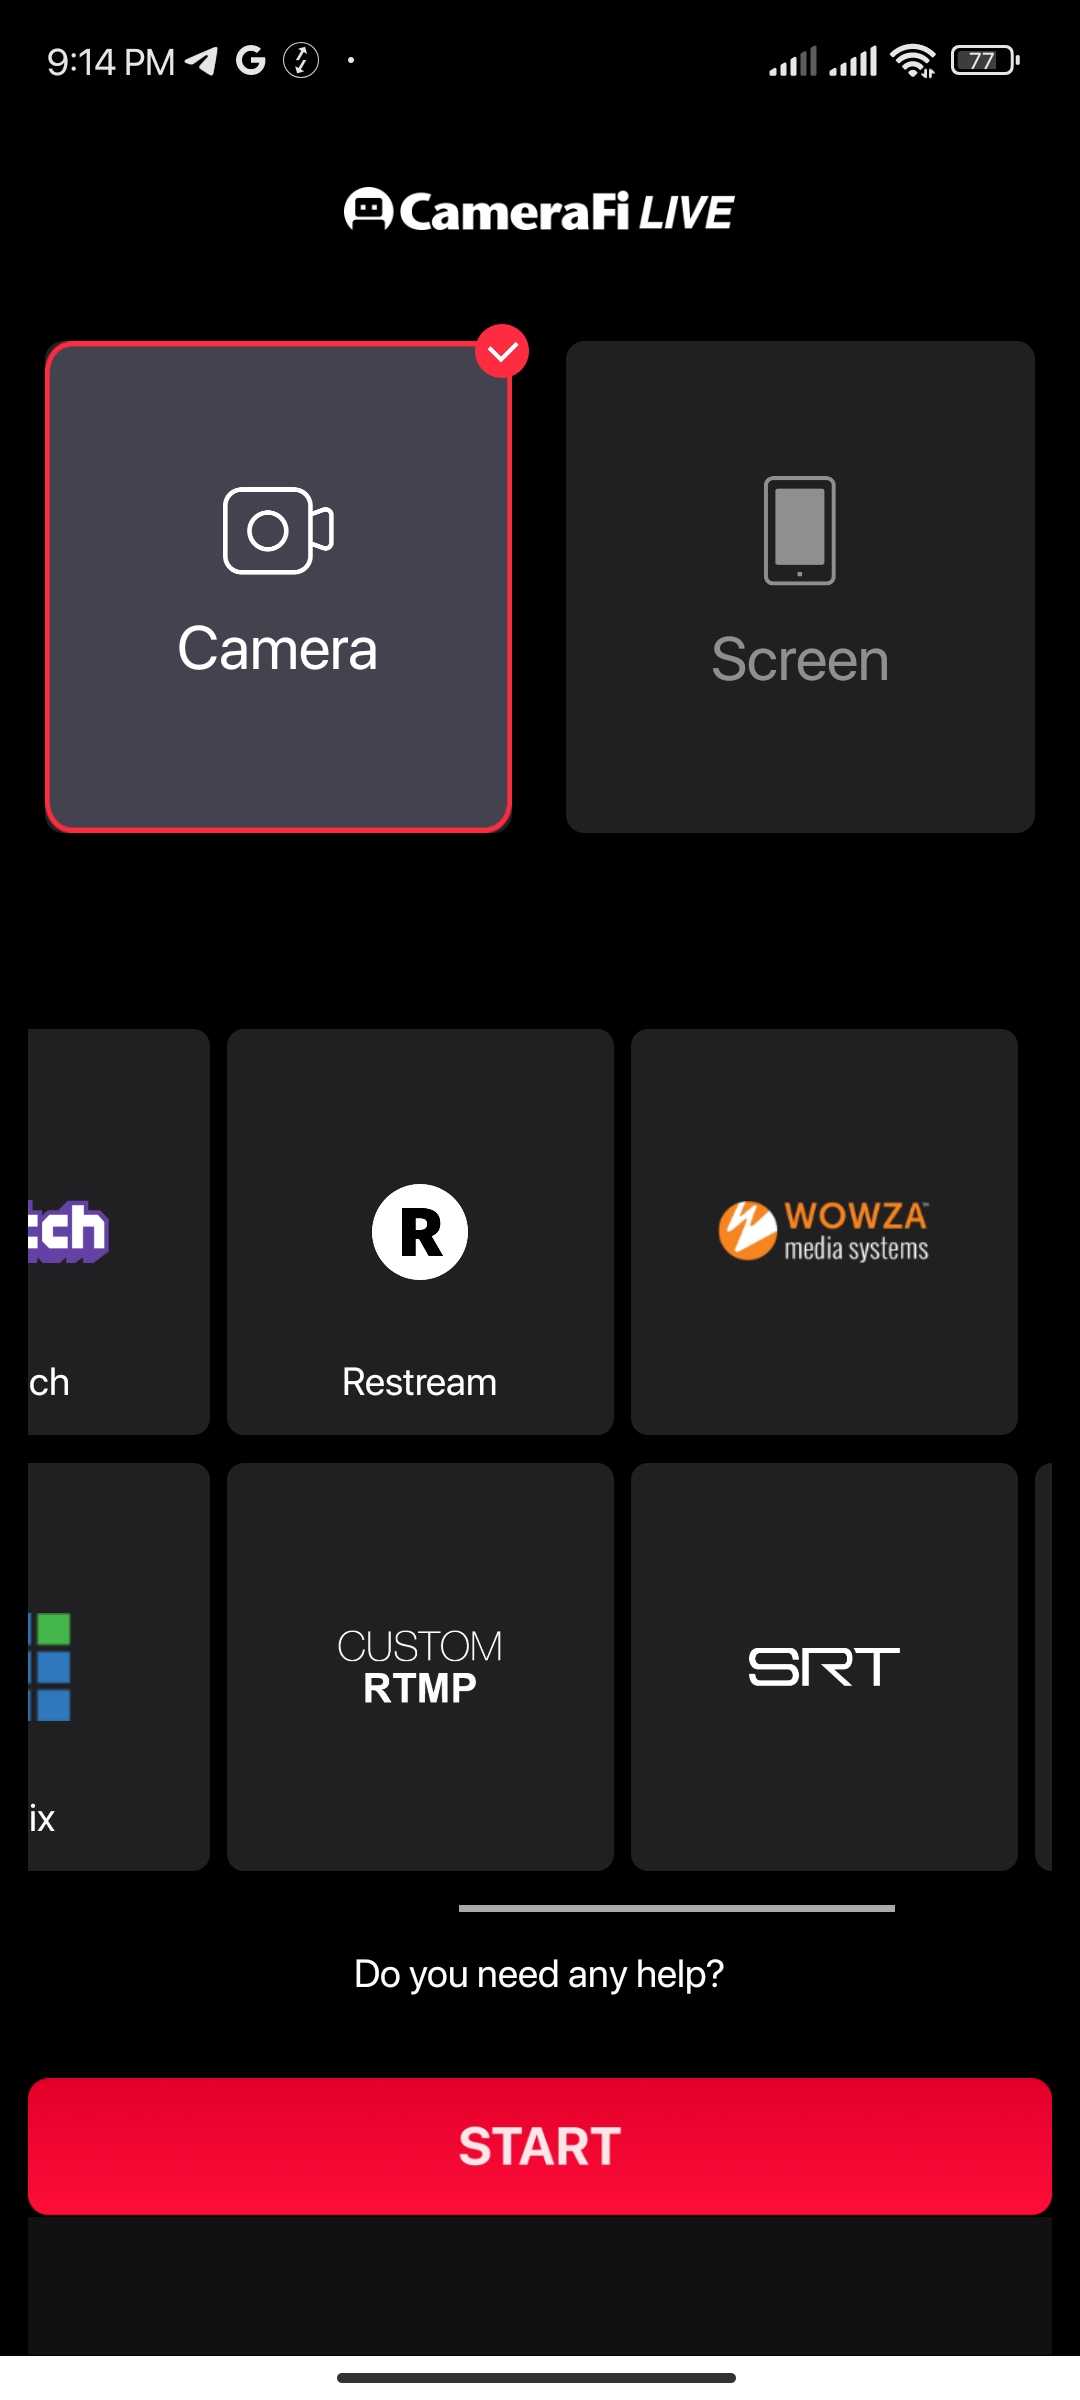 9:14 PM
77
CameraFi LIVE
Camera
Screen
tch
R
WOWZA
media systems
ch
Restream
CUSTOM
RTMP
SRT
ix
Do you need any help?
START